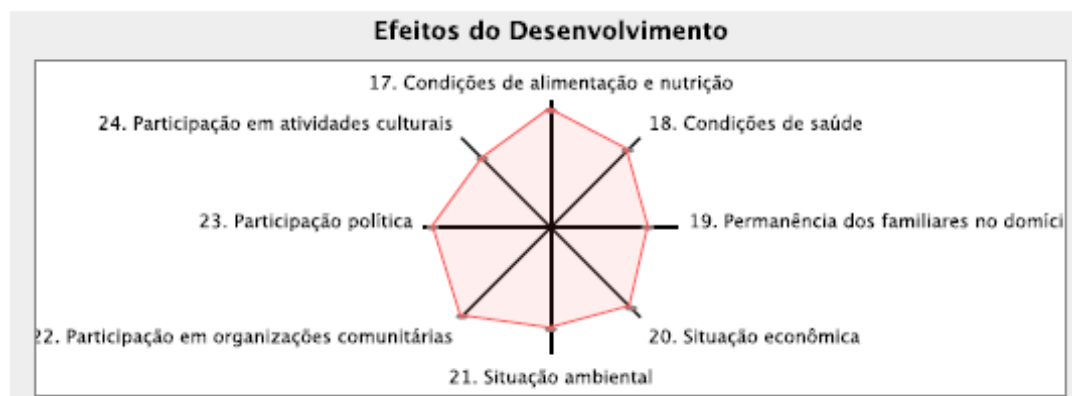 Efeitos do Desenvolvimento
17. Condições de alimentação e nutrição
24. Participação em atividades culturais
18. Condições de saúde
23. Participação política
19. Permanência dos familiares no domíci
22. Participação em organizações comunitárias
20. Situação econômica
21. Situação ambiental